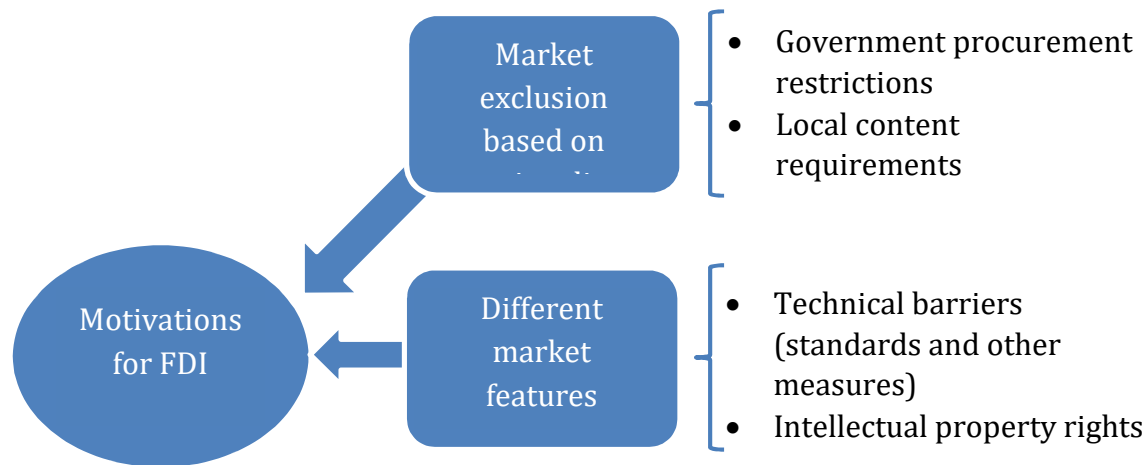 Market
exclusion
based on
• Government procurement
restrictions
• Local content
requirements
Motivations
for FDI
Different
market
features
• Technical barriers
(standards and other
measures)
• Intellectual property rights